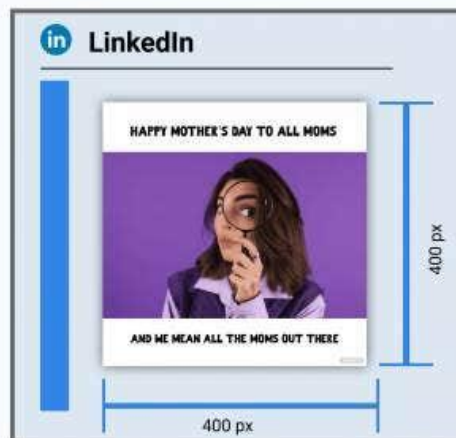 in LinkedIn
HAPPY MOTHER'S DAY TO ALL MOMS
400 px
AND WE MEAN ALL THE MOMS OUT THERE
400 px